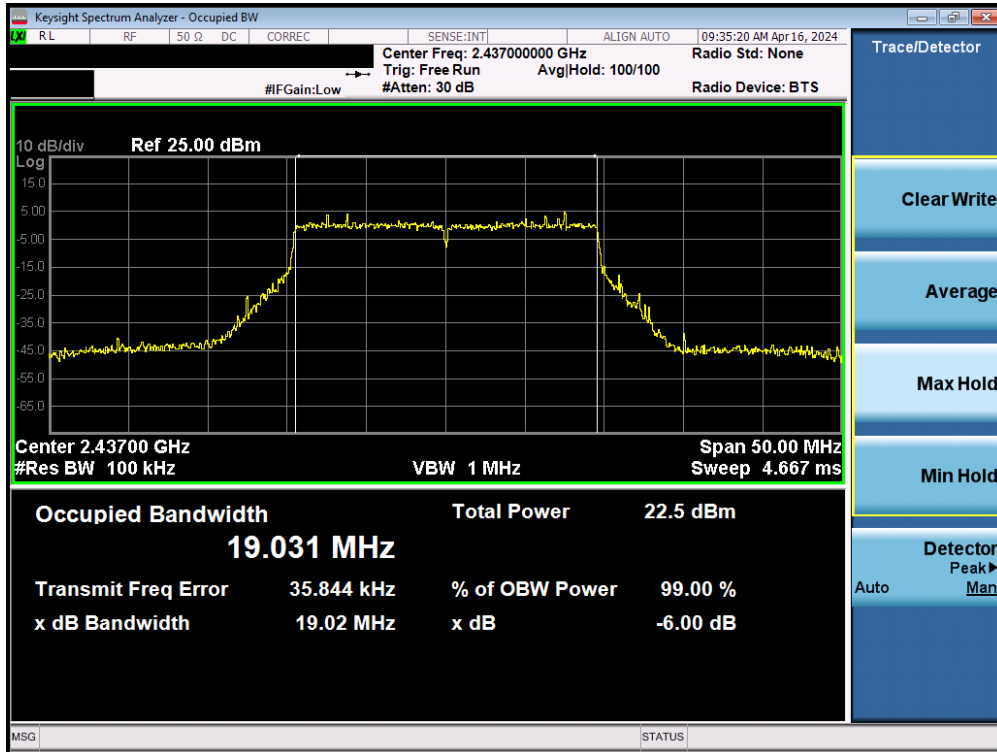 Keysight Spectrum Analyzer - Occupied BW
LXI RL RF 50 Ω DC CORREC SENSE:INT ALIGN AUTO 09:35:20 AM Apr 16, 2024
Center Freq: 2.437000000 GHz Radio Std: None
Trig: Free Run Avg|Hold: 100/100
#IFGain:Low #Atten: 30 dB Radio Device: BTS
10 dB/div Ref 25.00 dBm
Log
15.0
5.00
-5.00
-15.0
-25.0
-35.0
-45.0
-55.0
-65.0
Center 2.43700 GHz Span 50.00 MHz
#Res BW 100 kHz VBW 1 MHz Sweep 4.667 ms
Occupied Bandwidth Total Power 22.5 dBm
19.031 MHz
Transmit Freq Error 35.844 kHz % of OBW Power 99.00 %
x dB Bandwidth 19.02 MHz x dB -6.00 dB
Trace/Detector
Clear Write
Average
Max Hold
Min Hold
Detector
Peak▶
Auto Man
MSG STATUS